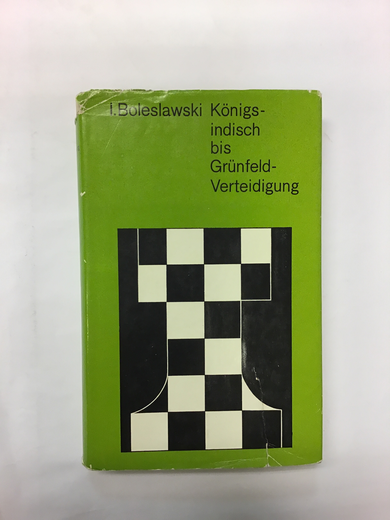 I. Boleslawski
Königs-
indisch
bis
Grünfeld-
Verteidigung